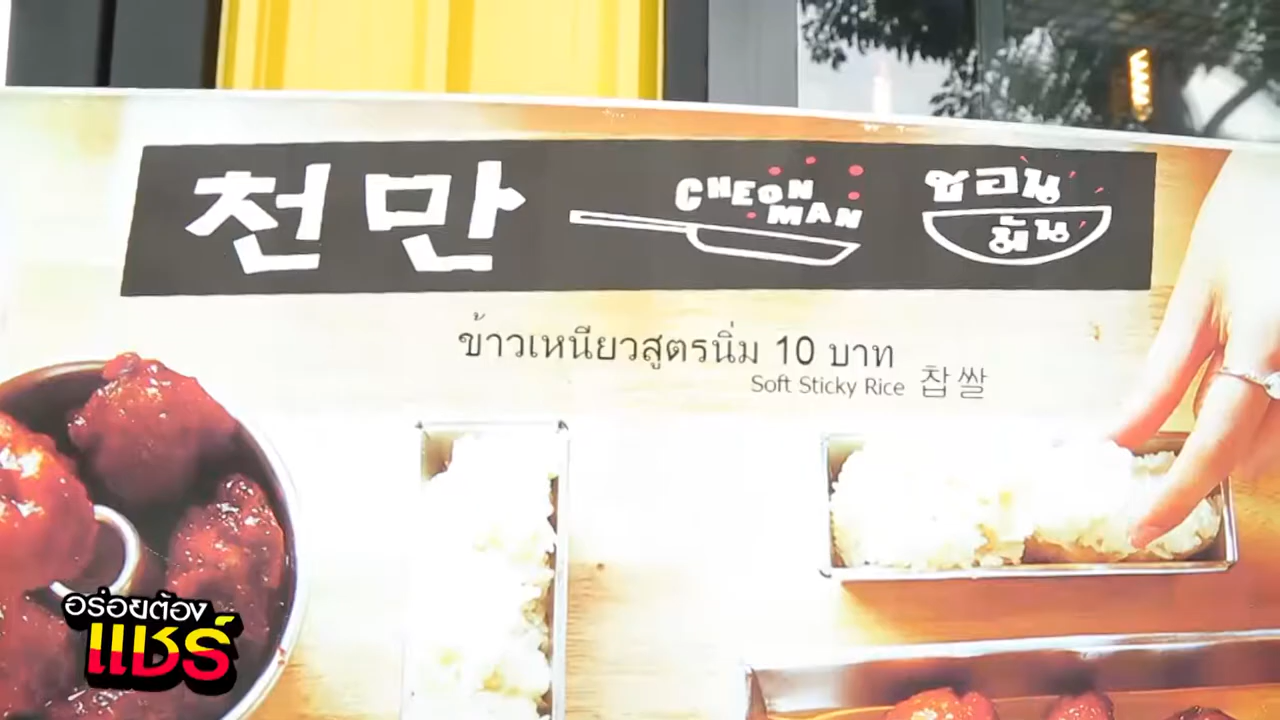 천만
CHEON
MAN
ชอน
มัน
ข้าวเหนียวสูตรนิ่ม 10 บาท
Soft Sticky Rice 찹쌀
อร่อยต้อง
แชร์